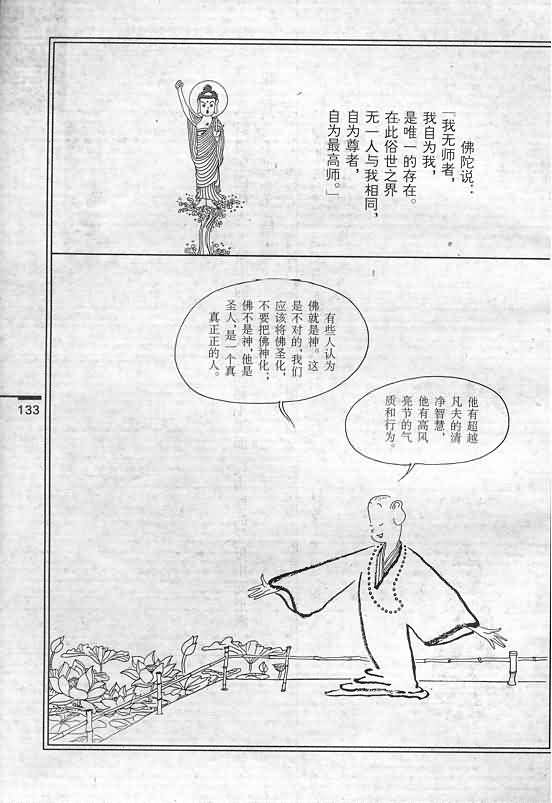 佛陀说：
「我无师者，
我自为我，
是唯一的存在。
在此俗世之界
无一人与我相同，
自为尊者，
自为最高师。」
有些人认为
佛就是神。这
是不对的，我们
应该将佛圣化，
不要把佛神化；
佛不是神，他是
圣人，是一个真
真正正的人。
他有超越
凡夫的清
净智慧，
他有高风
亮节的气
质和行为。
133